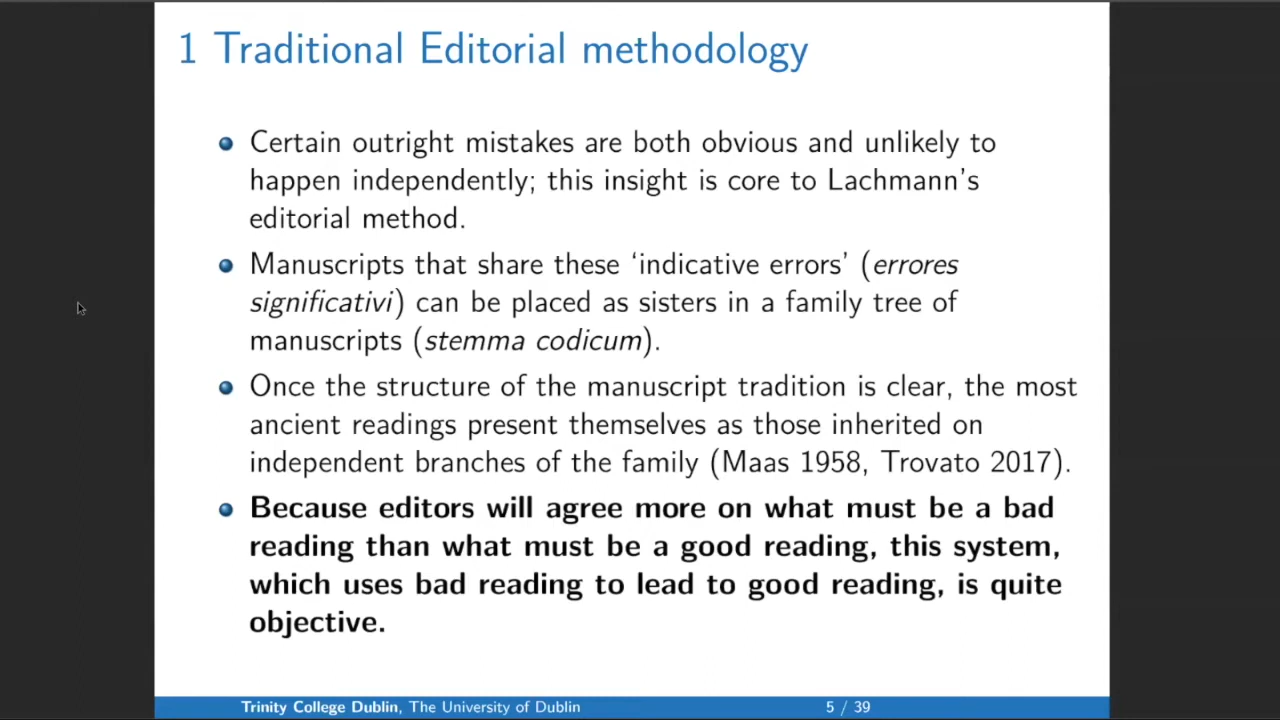 1 Traditional Editorial methodology
Certain outright mistakes are both obvious and unlikely to
happen independently; this insight is core to Lachmann's
editorial method.
Manuscripts that share these ‘indicative errors’ (errores
significativi) can be placed as sisters in a family tree of
manuscripts (stemma codicum).
Once the structure of the manuscript tradition is clear, the most
ancient readings present themselves as those inherited on
independent branches of the family (Maas 1958, Trovato 2017).
Because editors will agree more on what must be a bad
reading than what must be a good reading, this system,
which uses bad reading to lead to good reading, is quite
objective.
Trinity College Dublin, The University of Dublin 5 / 39